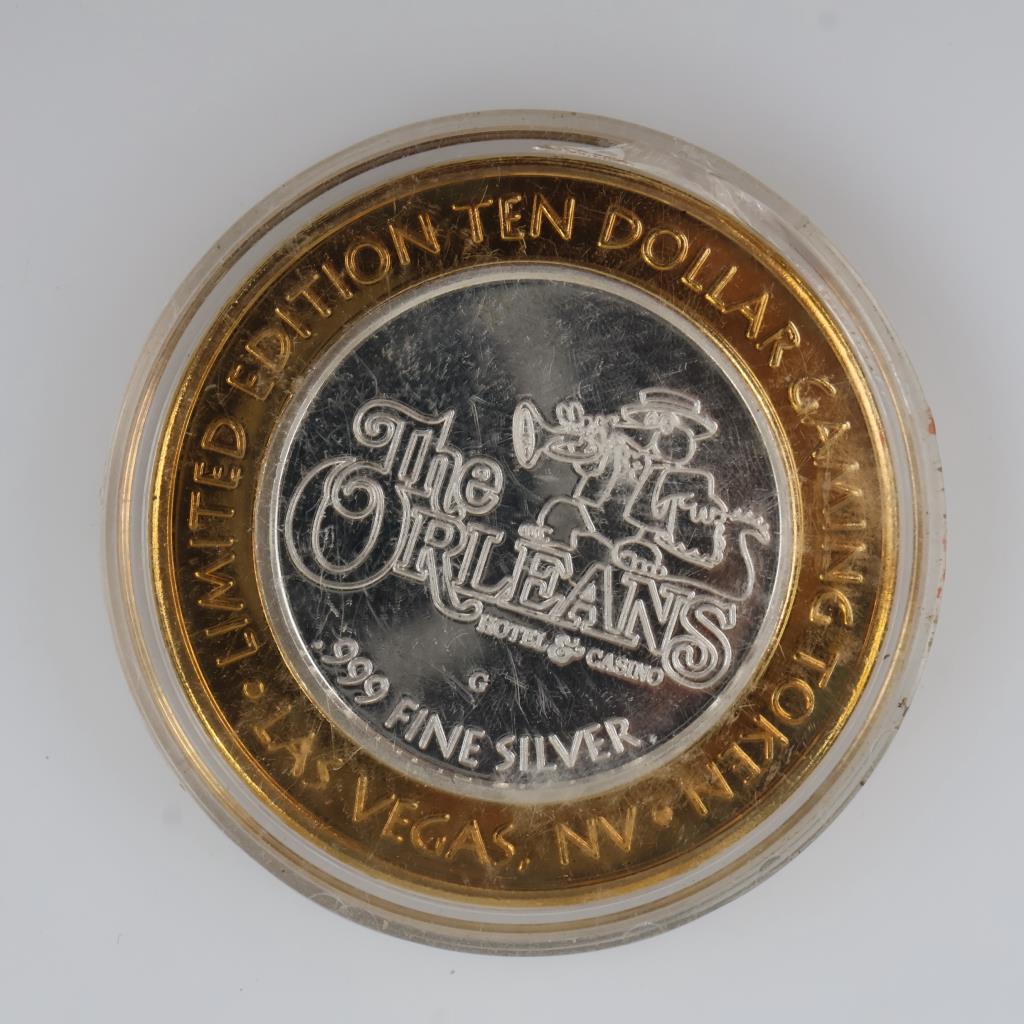 • LIMITED EDITION TEN DOLLAR GAMING TOKEN •
LAS VEGAS, NV
The
ORLEANS
HOTEL & CASINO
G
.999 FINE SILVER.